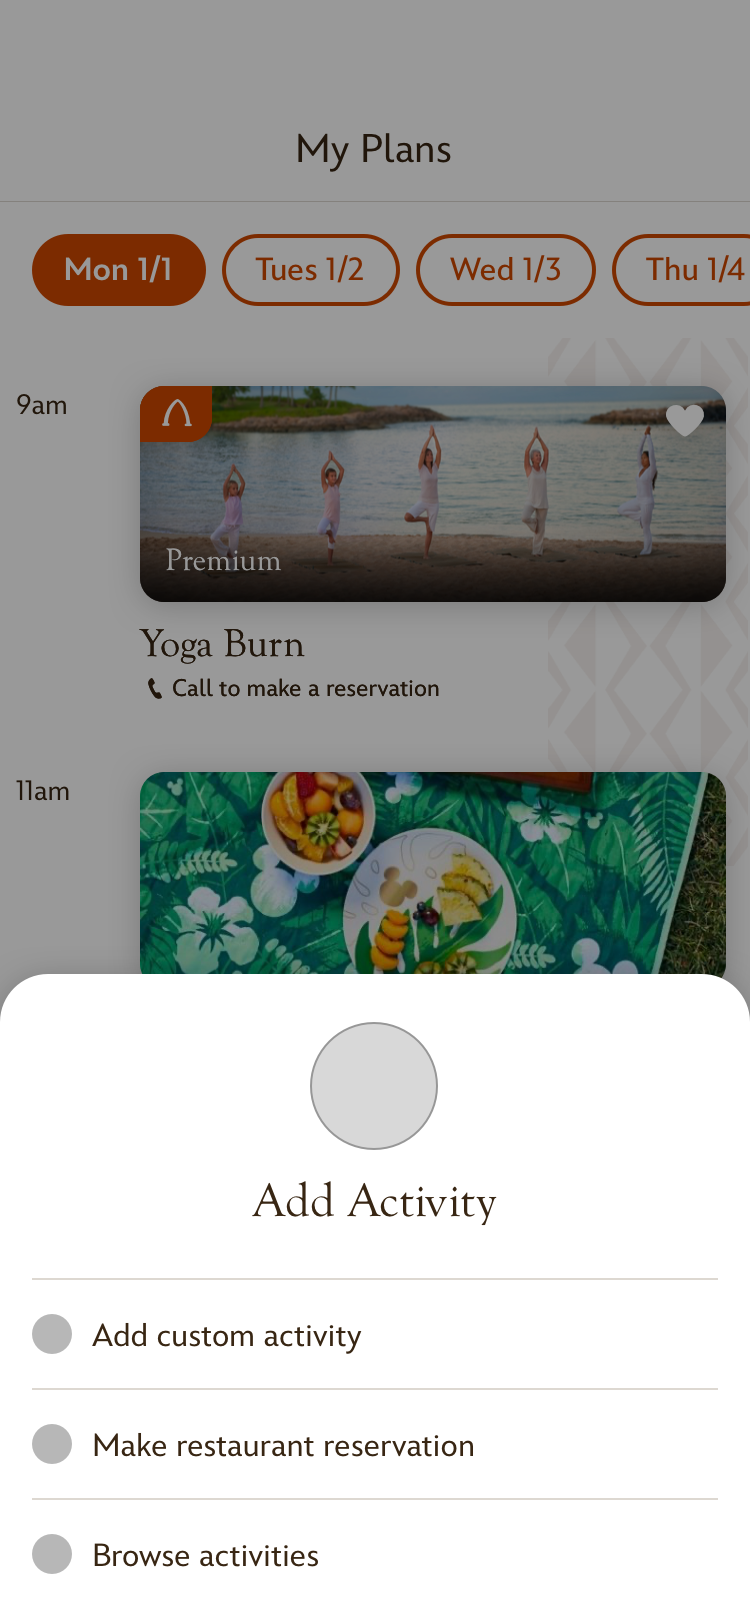 My Plans
Mon 1/1
Tues 1/2
Wed 1/3
Thu 1/4
9am
Premium
Yoga Burn
Call to make a reservation
11am
Add Activity
Add custom activity
Make restaurant reservation
Browse activities